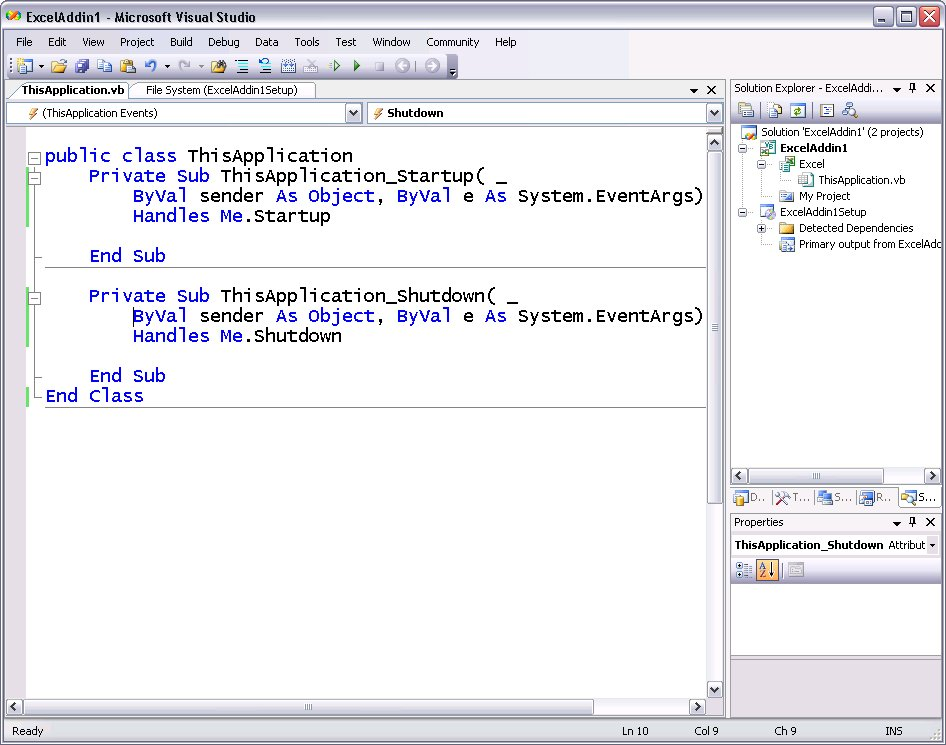 ExcelAddin1 - Microsoft Visual Studio
File Edit View Project Build Debug Data Tools Test Window Community Help
ThisApplication.vb File System (ExcelAddin1Setup)
(ThisApplication Events) Shutdown
public class ThisApplication
Private Sub ThisApplication_Startup( _
ByVal sender As Object, ByVal e As System.EventArgs)
Handles Me.Startup
End Sub
Private Sub ThisApplication_Shutdown( _
ByVal sender As Object, ByVal e As System.EventArgs)
Handles Me.Shutdown
End Sub
End Class
Solution Explorer - ExcelAddi...
Solution 'ExcelAddin1' (2 projects)
ExcelAddin1
Excel
ThisApplication.vb
My Project
ExcelAddin1Setup
Detected Dependencies
Primary output from ExcelAdd
D... T... S... R... S...
Properties
ThisApplication_Shutdown Attribut
Ready Ln 10 Col 9 Ch 9 INS